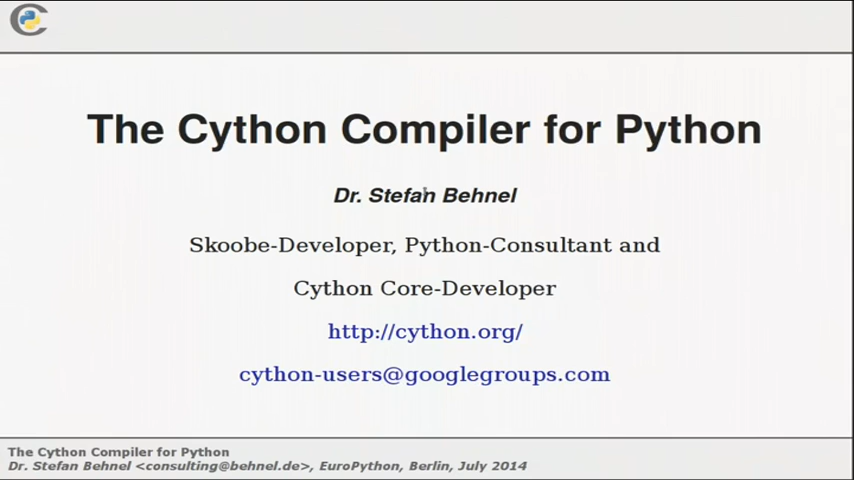 The Cython Compiler for Python
Dr. Stefan Behnel
Skoobe-Developer, Python-Consultant and
Cython Core-Developer
http://cython.org/
cython-users@googlegroups.com
The Cython Compiler for Python
Dr. Stefan Behnel <consulting@behnel.de>, EuroPython, Berlin, July 2014